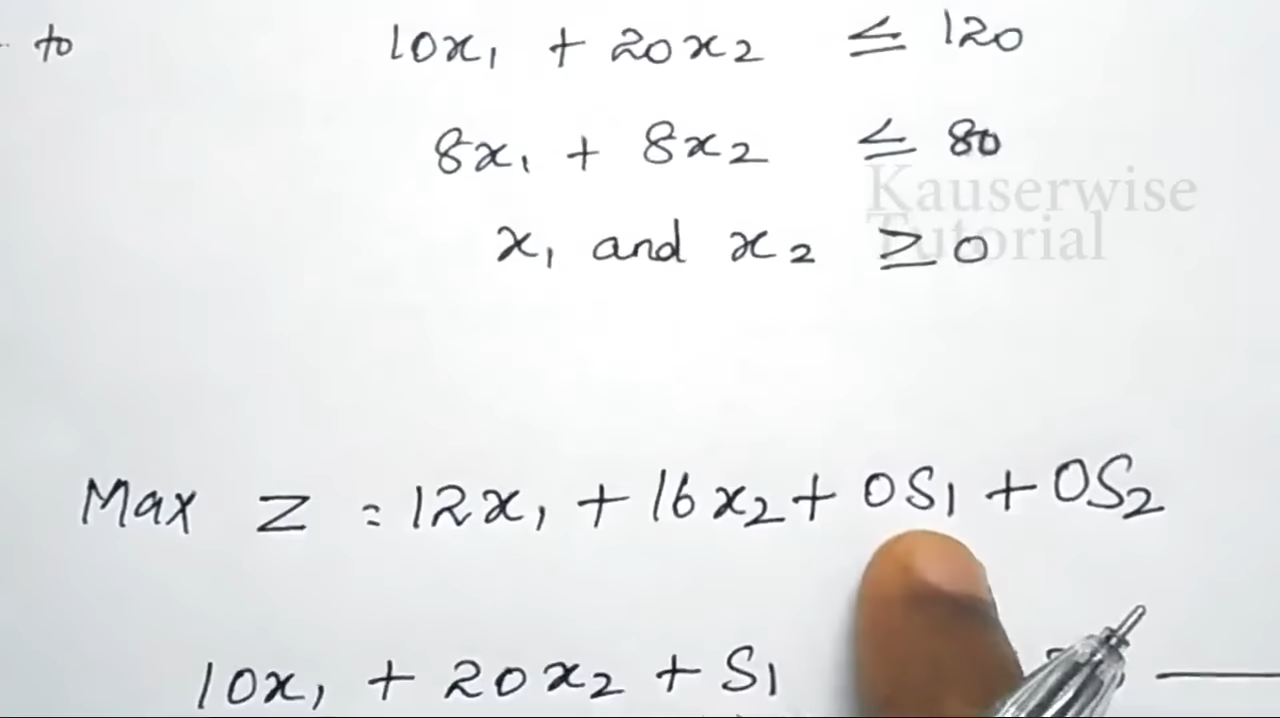 to 10x₁ + 20x₂ ≤ 120
8x₁ + 8x₂ ≤ 80
Kauserwise
Tutorial
x₁ and x₂ ≥ 0
Max Z = 12x₁ + 16x₂ + 0S₁ + 0S₂
10x₁ + 20x₂ + S₁